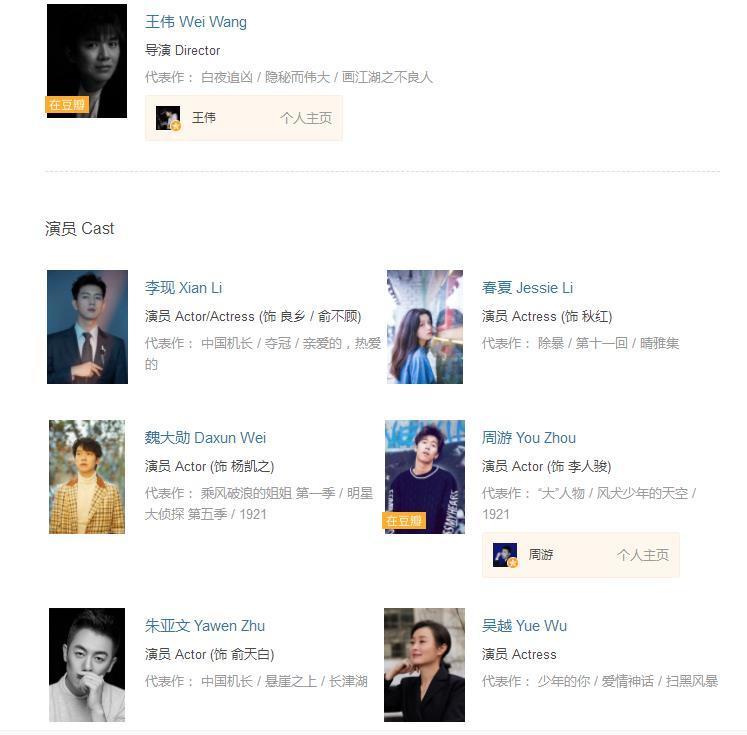 王伟 Wei Wang
导演 Director
代表作： 白夜追凶 / 隐秘而伟大 / 画江湖之不良人
在豆瓣
王伟 个人主页
演员 Cast
李现 Xian Li
演员 Actor/Actress (饰 良乡 / 俞不顾)
代表作： 中国机长 / 夺冠 / 亲爱的，热爱
的
春夏 Jessie Li
演员 Actress (饰 秋红)
代表作： 除暴 / 第十一回 / 晴雅集
魏大勋 Daxun Wei
演员 Actor (饰 杨凯之)
代表作： 乘风破浪的姐姐 第一季 / 明星
大侦探 第五季 / 1921
周游 You Zhou
演员 Actor (饰 李人骏)
代表作： “大”人物 / 风犬少年的天空 /
1921
在豆瓣
周游 个人主页
朱亚文 Yawen Zhu
演员 Actor (饰 俞天白)
代表作： 中国机长 / 悬崖之上 / 长津湖
吴越 Yue Wu
演员 Actress
代表作： 少年的你 / 爱情神话 / 扫黑风暴